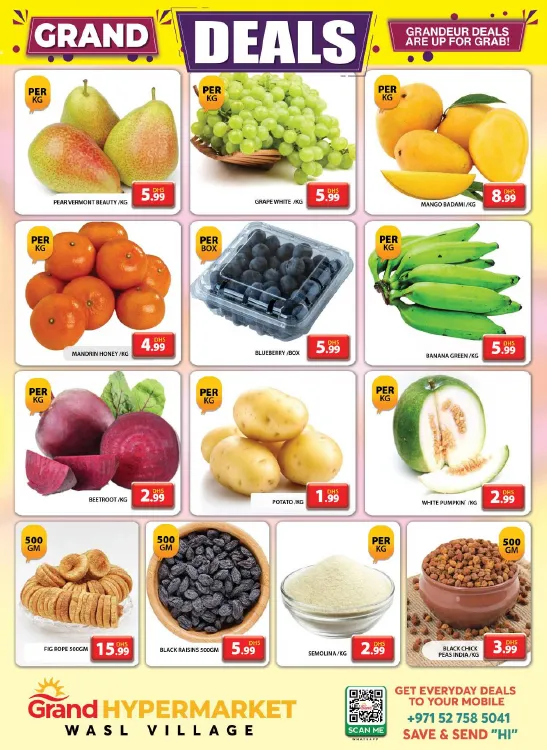 GRAND
DEALS
GRANDEUR DEALS
ARE UP FOR GRAB!
PER
KG
PEAR VERMONT BEAUTY /KG
DHS
5.99
PER
KG
GRAPE WHITE /KG
DHS
5.99
PER
KG
MANGO BADAMI /KG
DHS
8.99
PER
KG
MANDRIN HONEY /KG
DHS
4.99
PER
BOX
BLUEBERRY /BOX
DHS
5.99
PER
KG
BANANA GREEN /KG
DHS
5.99
PER
KG
BEETROOT /KG
DHS
2.99
PER
KG
POTATO /KG
DHS
1.99
PER
KG
WHITE PUMPKIN /KG
DHS
2.99
500
GM
FIG ROPE 500GM
DHS
15.99
500
GM
BLACK RAISINS 500GM
DHS
5.99
PER
KG
SEMOLINA /KG
DHS
2.99
500
GM
BLACK CHICK
PEAS INDIA /KG
DHS
3.99
Grand HYPERMARKET
WASL VILLAGE
SCAN ME
WHATSAPP
GET EVERYDAY DEALS
TO YOUR MOBILE
+971 52 758 5041
SAVE & SEND "HI"